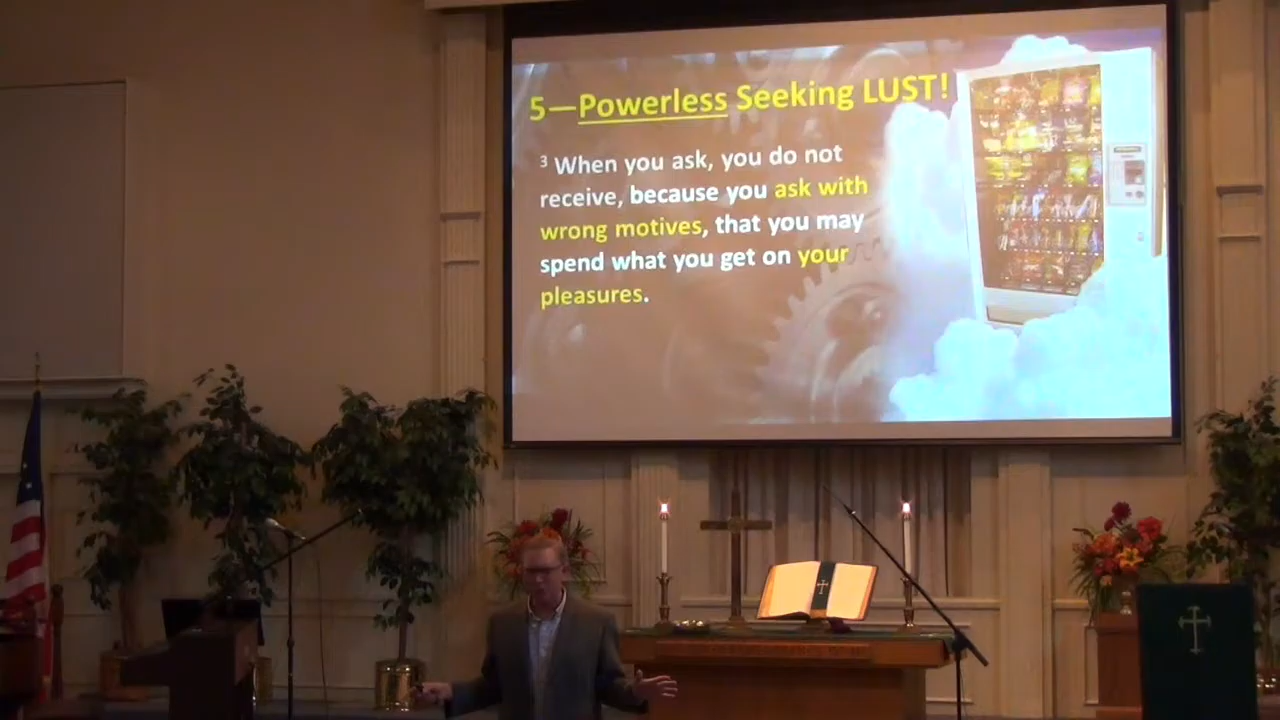 5—Powerless Seeking LUST!
3 When you ask, you do not
receive, because you ask with
wrong motives, that you may
spend what you get on your
pleasures.